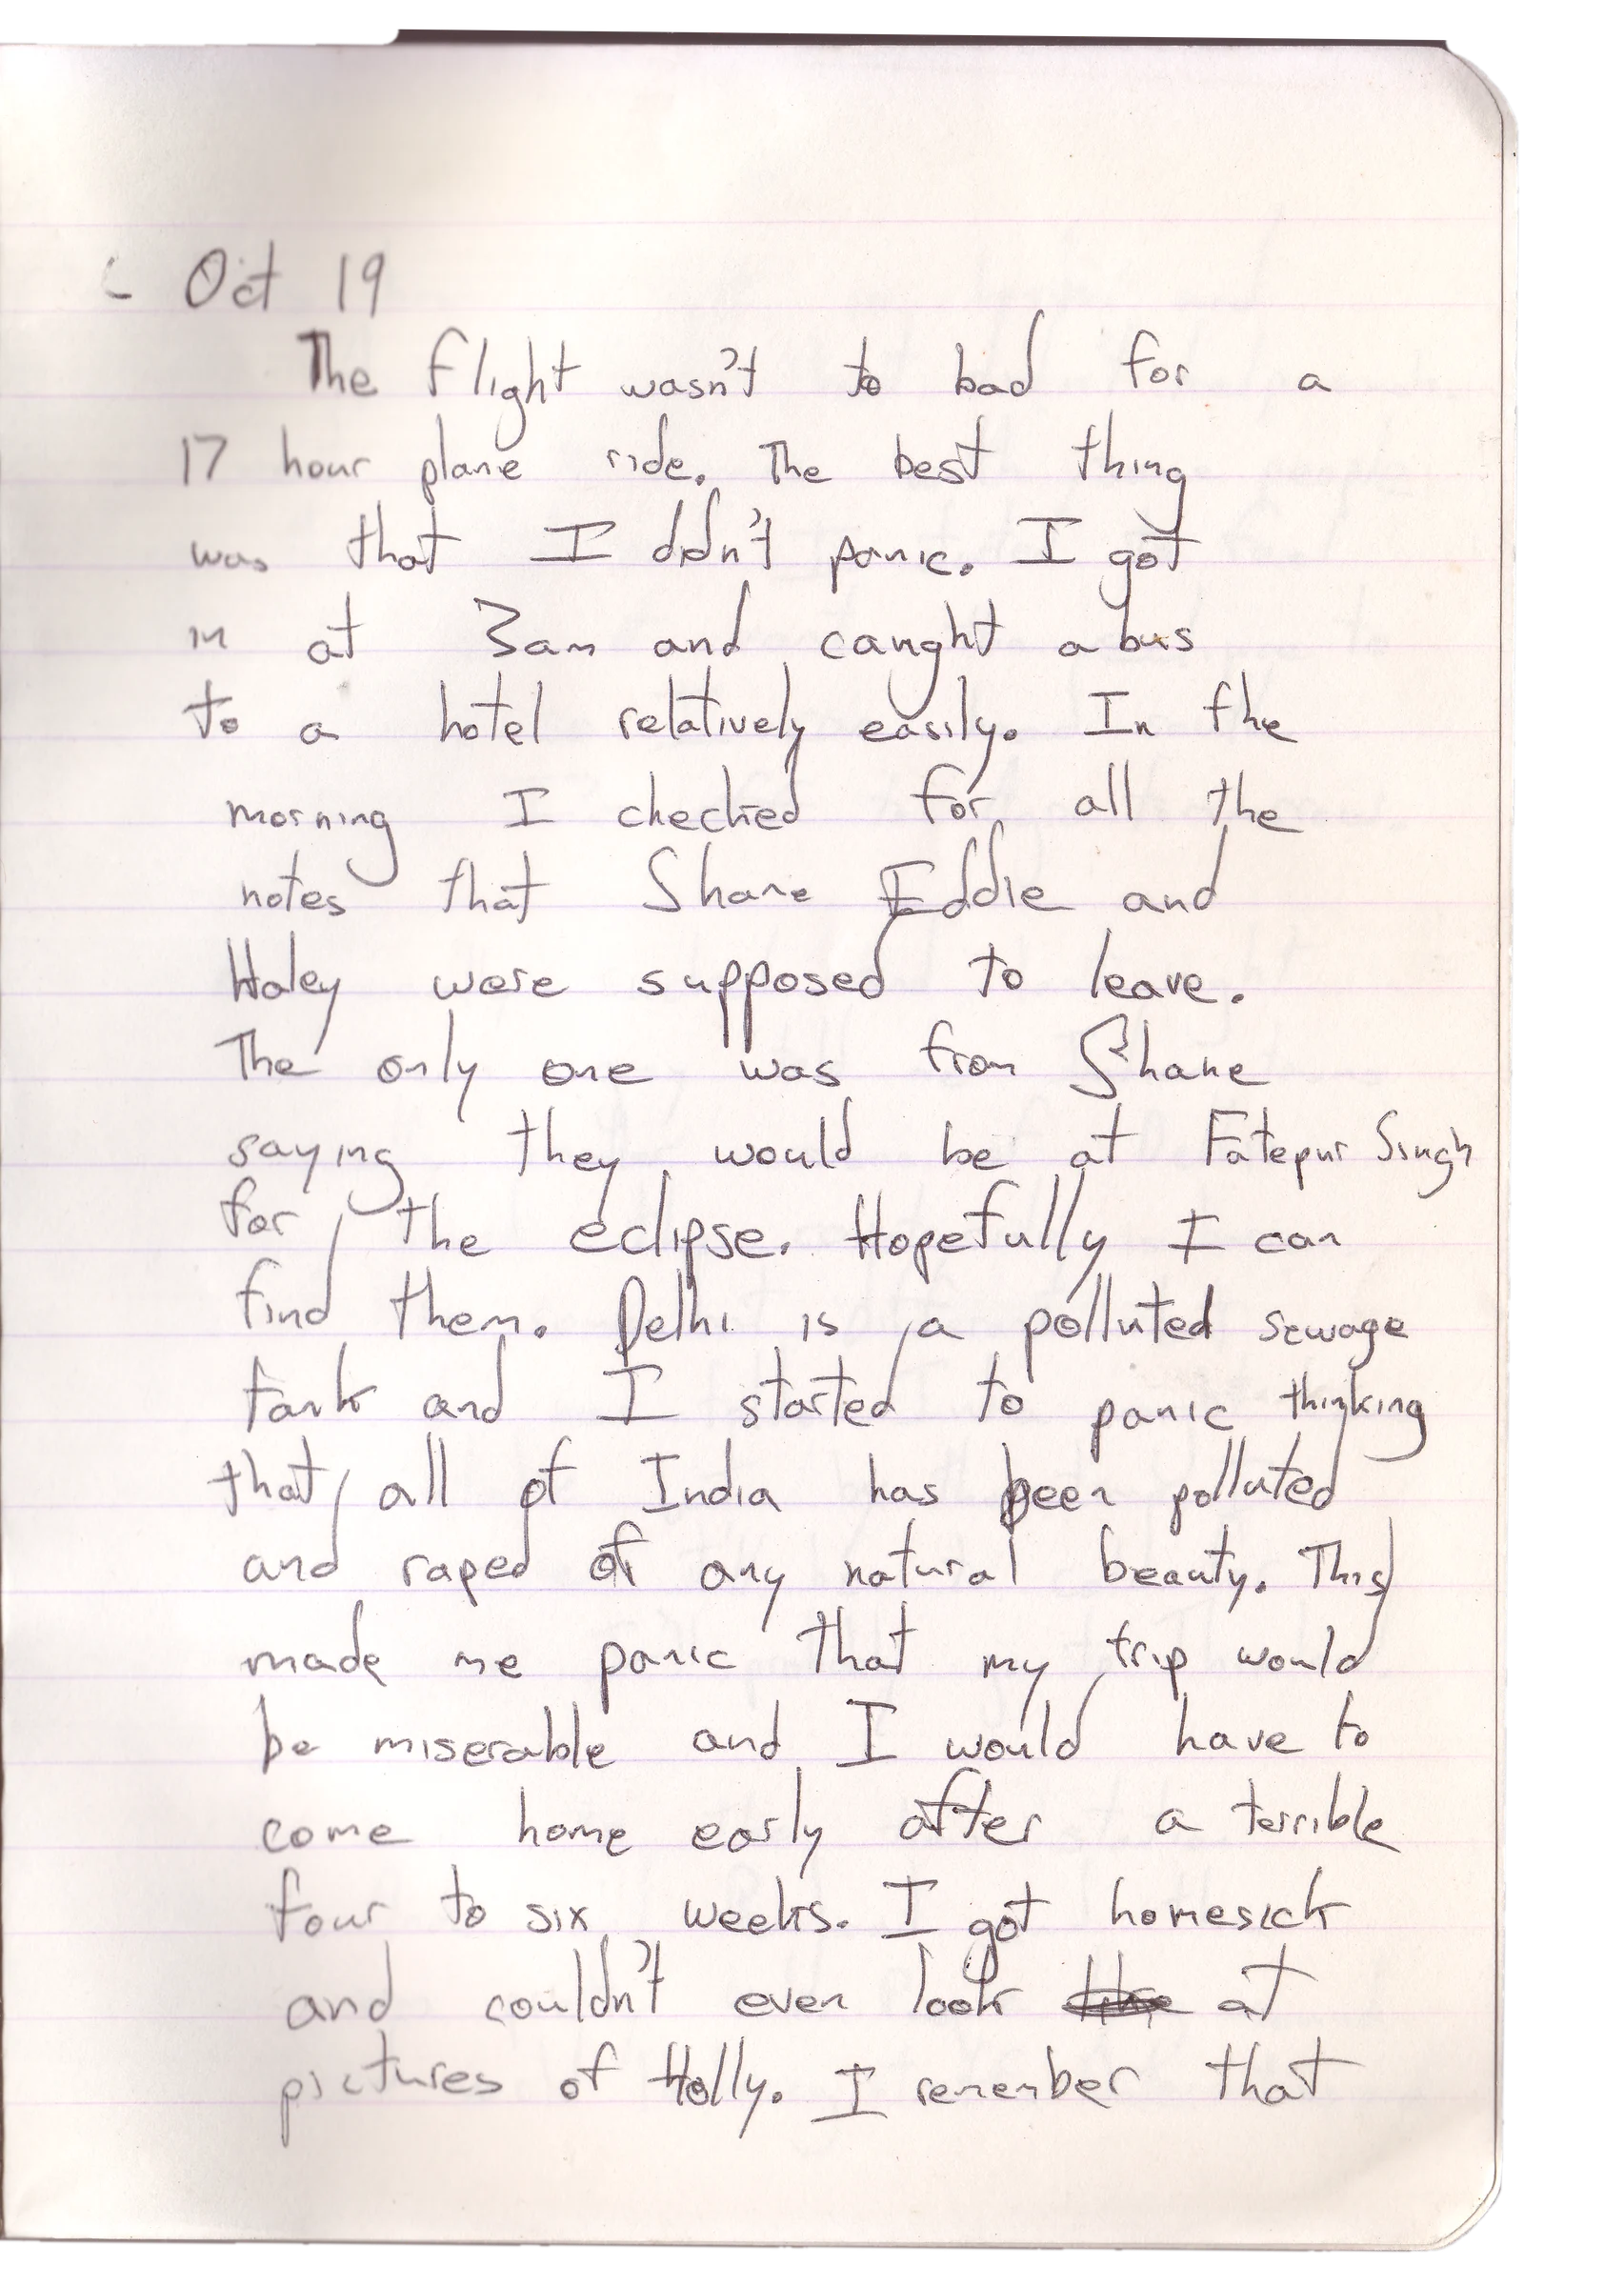 Oct 19
The flight wasn't to bad for a
17 hour plane ride. The best thing
was that I didn't panic. I got
in at 3am and caught a bus
to a hotel relatively easily. In the
morning I checked for all the
notes that Shane Eddie and
Haley were supposed to leave.
The only one was from Shane
saying they would be at Fatepur Singh
for the eclipse. Hopefully I can
find them. Delhi is a polluted sewage
tank and I started to panic thinking
that all of India has been polluted
and raped of any natural beauty. This
made me panic that my trip would
be miserable and I would have to
come home early after a terrible
four to six weeks. I got homesick
and couldn't even look at
pictures of Holly. I remember that